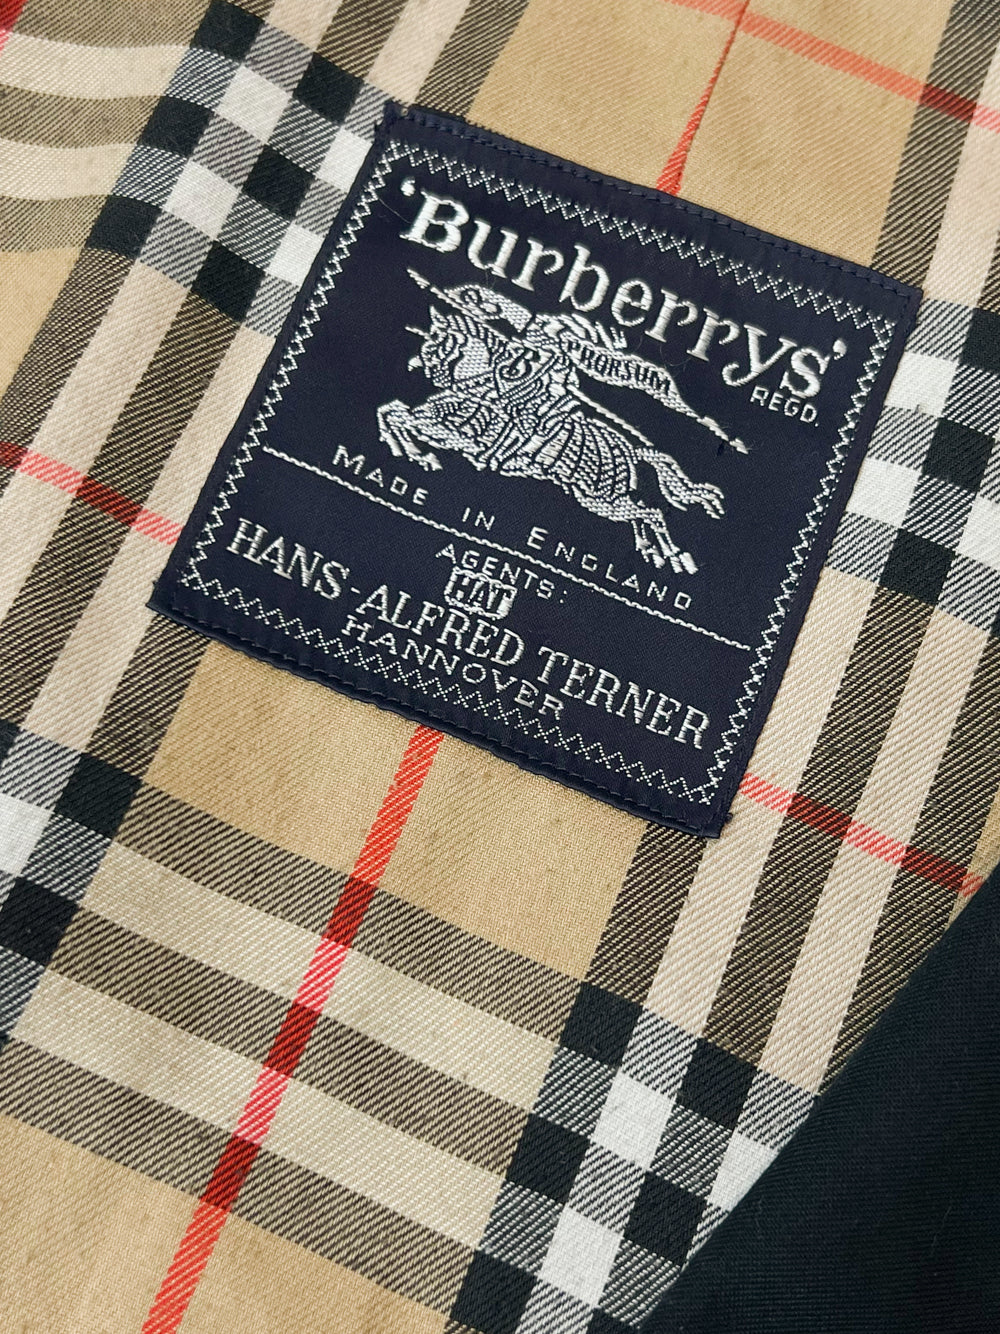 'Burberrys'
REGD.
PRORSUM
B
MADE IN ENGLAND
AGENTS:
HAT
HANS-ALFRED TERNER
HANNOVER